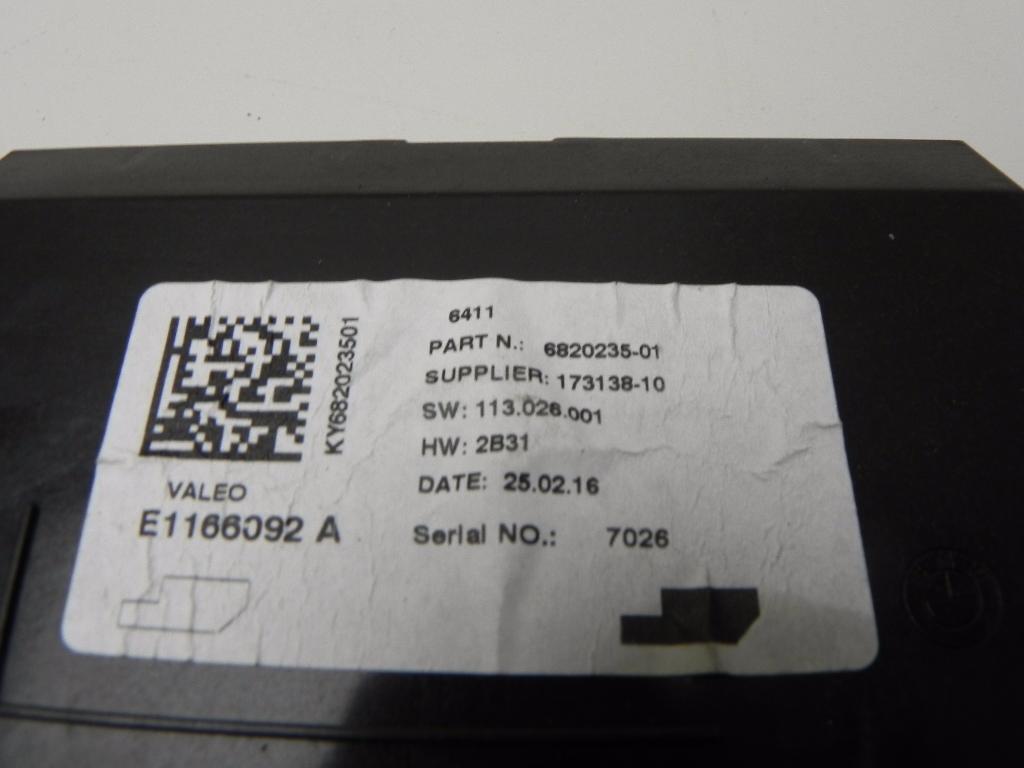 6411
PART N.: 6820235-01
SUPPLIER: 173138-10
SW: 113.026.001
HW: 2B31
DATE: 25.02.16
Serial NO.: 7026
KY682023501
VALEO
E1166092 A